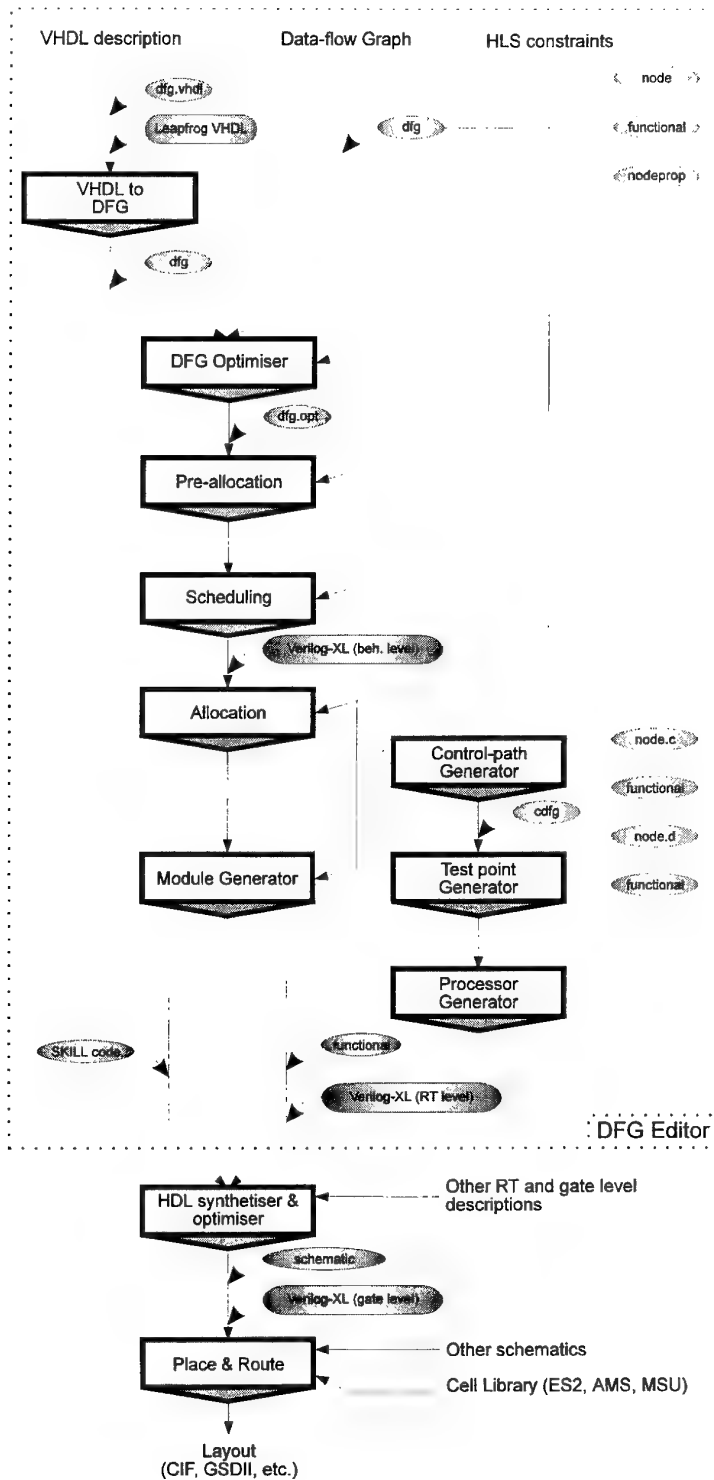 VHDL description
Data-flow Graph
HLS constraints
dfg.vhdl
node
Leapfrog VHDL
dfg
functional
VHDL to
DFG
nodeprop
dfg
DFG Optimiser
dfg.opt
Pre-allocation
Scheduling
Verilog-XL (beh. level)
Allocation
Control-path
Generator
node.c
cdfg
functional
node.d
Module Generator
Test point
Generator
functional
Processor
Generator
SKILL code
functional
Verilog-XL (RT level)
DFG Editor
HDL synthetiser &
optimiser
Other RT and gate level
descriptions
schematic
Verilog-XL (gate level)
Place & Route
Other schematics
Cell Library (ES2, AMS, MSU)
Layout
(CIF, GSDII, etc.)